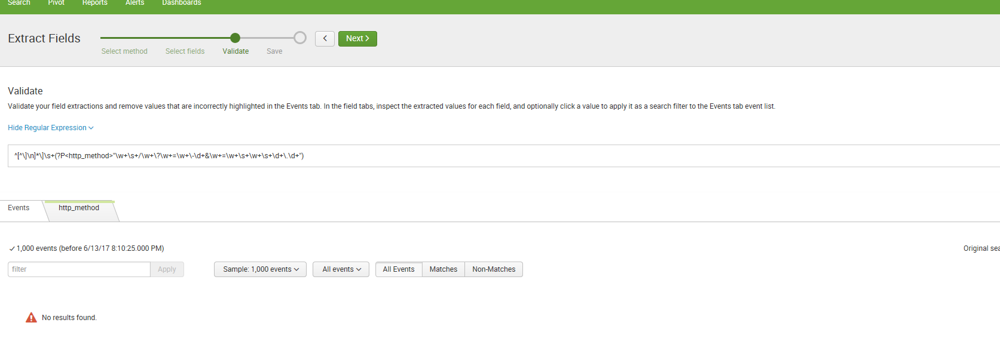 Search Pivot Reports Alerts Dashboards
Extract Fields
Next
Select method Select fields Validate Save
Validate
Validate your field extractions and remove values that are incorrectly highlighted in the Events tab. In the field tabs, inspect the extracted values for each field, and optionally click a value to apply it as a search filter to the Events tab event list.
Hide Regular Expression
^[^\]\n]*\]\s+(?P<http_method>"\w+\s+/\w+\?\w+=\w+\-\d+&\w+=\w+\s+\w+\s+\d+\.\d+")
Events http_method
1,000 events (before 6/13/17 8:10:25.000 PM) Original sea
filter Apply Sample: 1,000 events All events All Events Matches Non-Matches
No results found.